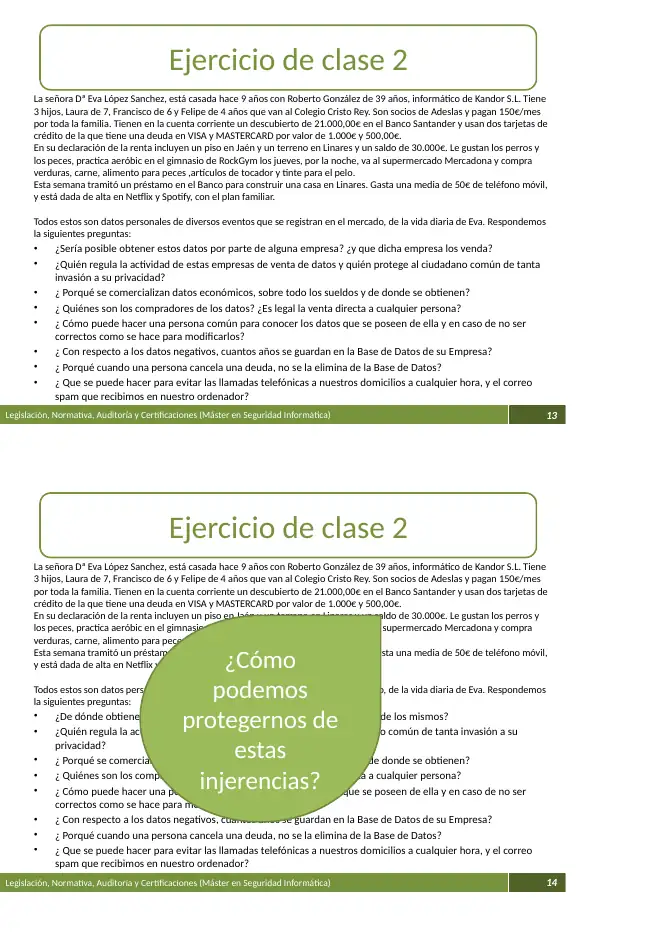 Ejercicio de clase 2
La señora Dª Eva López Sanchez, está casada hace 9 años con Roberto González de 39 años, informático de Kandor S.L. Tiene
3 hijos, Laura de 7, Francisco de 6 y Felipe de 4 años que van al Colegio Cristo Rey. Son socios de Adeslas y pagan 150€/mes
por toda la familia. Tienen en la cuenta corriente un descubierto de 21.000,00€ en el Banco Santander y usan dos tarjetas de
crédito de la que tiene una deuda en VISA y MASTERCARD por valor de 1.000€ y 500,00€.
En su declaración de la renta incluyen un piso en Jaén y un terreno en Linares y un saldo de 30.000€. Le gustan los perros y
los peces, practica aeróbic en el gimnasio de RockGym los jueves, por la noche, va al supermercado Mercadona y compra
verduras, carne, alimento para peces ,artículos de tocador y tinte para el pelo.
Esta semana tramitó un préstamo en el Banco para construir una casa en Linares. Gasta una media de 50€ de teléfono móvil,
y está dada de alta en Netflix y Spotify, con el plan familiar.
Todos estos son datos personales de diversos eventos que se registran en el mercado, de la vida diaria de Eva. Respondemos
la siguientes preguntas:
• ¿Sería posible obtener estos datos por parte de alguna empresa? ¿y que dicha empresa los venda?
• ¿Quién regula la actividad de estas empresas de venta de datos y quién protege al ciudadano común de tanta
invasión a su privacidad?
• ¿ Porqué se comercializan datos económicos, sobre todo los sueldos y de donde se obtienen?
• ¿ Quiénes son los compradores de los datos? ¿Es legal la venta directa a cualquier persona?
• ¿ Cómo puede hacer una persona común para conocer los datos que se poseen de ella y en caso de no ser
correctos como se hace para modificarlos?
• ¿ Con respecto a los datos negativos, cuantos años se guardan en la Base de Datos de su Empresa?
• ¿ Porqué cuando una persona cancela una deuda, no se la elimina de la Base de Datos?
• ¿ Que se puede hacer para evitar las llamadas telefónicas a nuestros domicilios a cualquier hora, y el correo
spam que recibimos en nuestro ordenador?
Legislación, Normativa, Auditoría y Certificaciones (Máster en Seguridad Informática) 13
Ejercicio de clase 2
La señora Dª Eva López Sanchez, está casada hace 9 años con Roberto González de 39 años, informático de Kandor S.L. Tiene
3 hijos, Laura de 7, Francisco de 6 y Felipe de 4 años que van al Colegio Cristo Rey. Son socios de Adeslas y pagan 150€/mes
por toda la familia. Tienen en la cuenta corriente un descubierto de 21.000,00€ en el Banco Santander y usan dos tarjetas de
crédito de la que tiene una deuda en VISA y MASTERCARD por valor de 1.000€ y 500,00€.
En su declaración de la renta incluyen un piso en saldo de 30.000€. Le gustan los perros y
los peces, practica aeróbic en el gimnasio supermercado Mercadona y compra
verduras, carne, alimento para
Esta semana tramitó un media de 50€ de teléfono móvil,
y está dada de alta en Netflix
Todos estos son datos de la vida diaria de Eva. Respondemos
la siguientes preguntas:
• ¿De dónde de los mismos?
• ¿Quién regula la común de tanta invasión a su
privacidad?
• ¿ Porqué se de donde se obtienen?
• ¿ Quiénes son los a cualquier persona?
• ¿ Cómo puede hacer una que se poseen de ella y en caso de no ser
correctos como se hace para
• ¿ Con respecto a los datos negativos, cuantos años se guardan en la Base de Datos de su Empresa?
• ¿ Porqué cuando una persona cancela una deuda, no se la elimina de la Base de Datos?
• ¿ Que se puede hacer para evitar las llamadas telefónicas a nuestros domicilios a cualquier hora, y el correo
spam que recibimos en nuestro ordenador?
¿Cómo
podemos
protegernos de
estas
injerencias?
Legislación, Normativa, Auditoría y Certificaciones (Máster en Seguridad Informática) 14